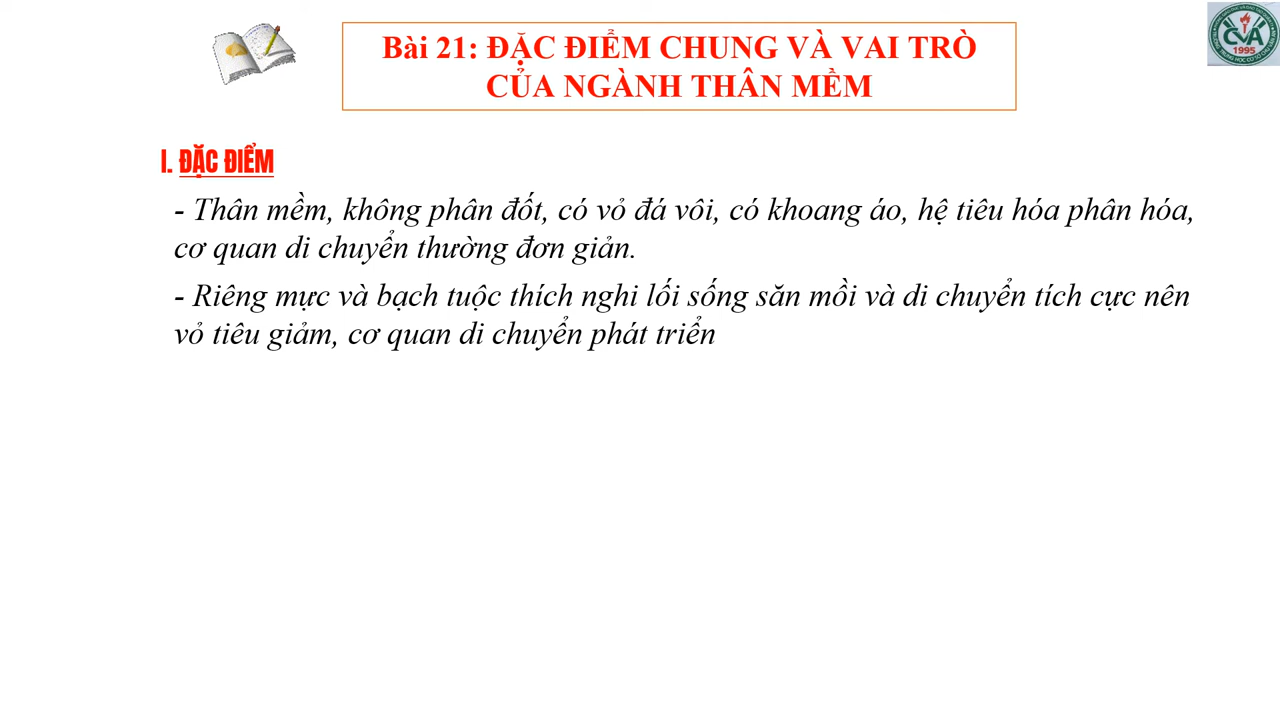 Bài 21: ĐẶC ĐIỂM CHUNG VÀ VAI TRÒ
CỦA NGÀNH THÂN MỀM
I. ĐẶC ĐIỂM
- Thân mềm, không phân đốt, có vỏ đá vôi, có khoang áo, hệ tiêu hóa phân hóa,
cơ quan di chuyển thường đơn giản.
- Riêng mực và bạch tuộc thích nghi lối sống săn mồi và di chuyển tích cực nên
vỏ tiêu giảm, cơ quan di chuyển phát triển
CVA
1995